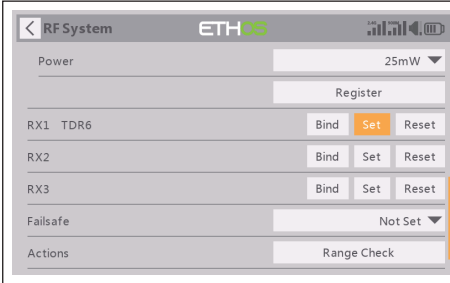 RF System ETHOS
Power 25mW
Register
RX1 TDR6 Bind Set Reset
RX2 Bind Set Reset
RX3 Bind Set Reset
Failsafe Not Set
Actions Range Check